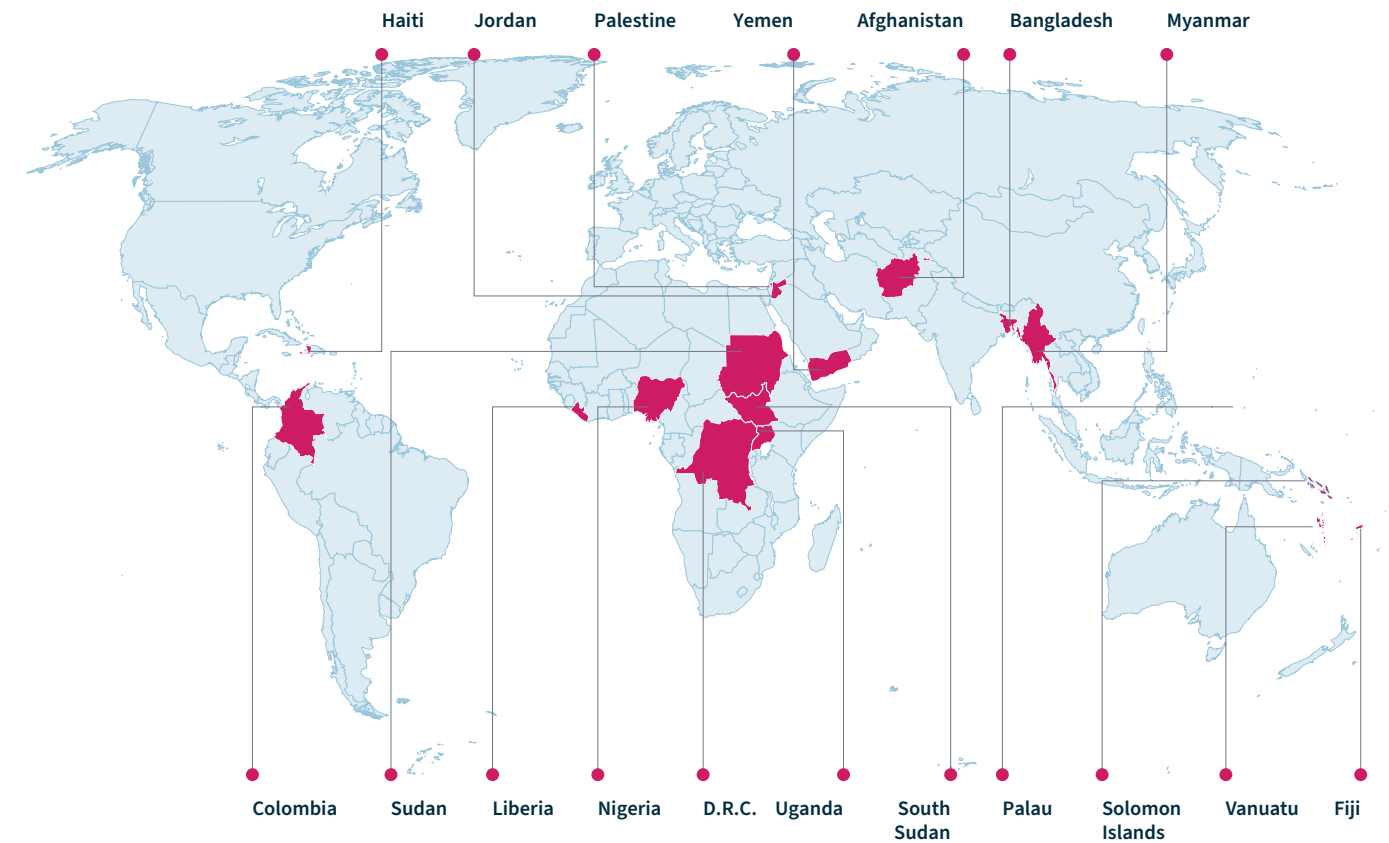 Haiti
Jordan
Palestine
Yemen
Afghanistan
Bangladesh
Myanmar
Colombia
Sudan
Liberia
Nigeria
D.R.C.
Uganda
South
Sudan
Palau
Solomon
Islands
Vanuatu
Fiji